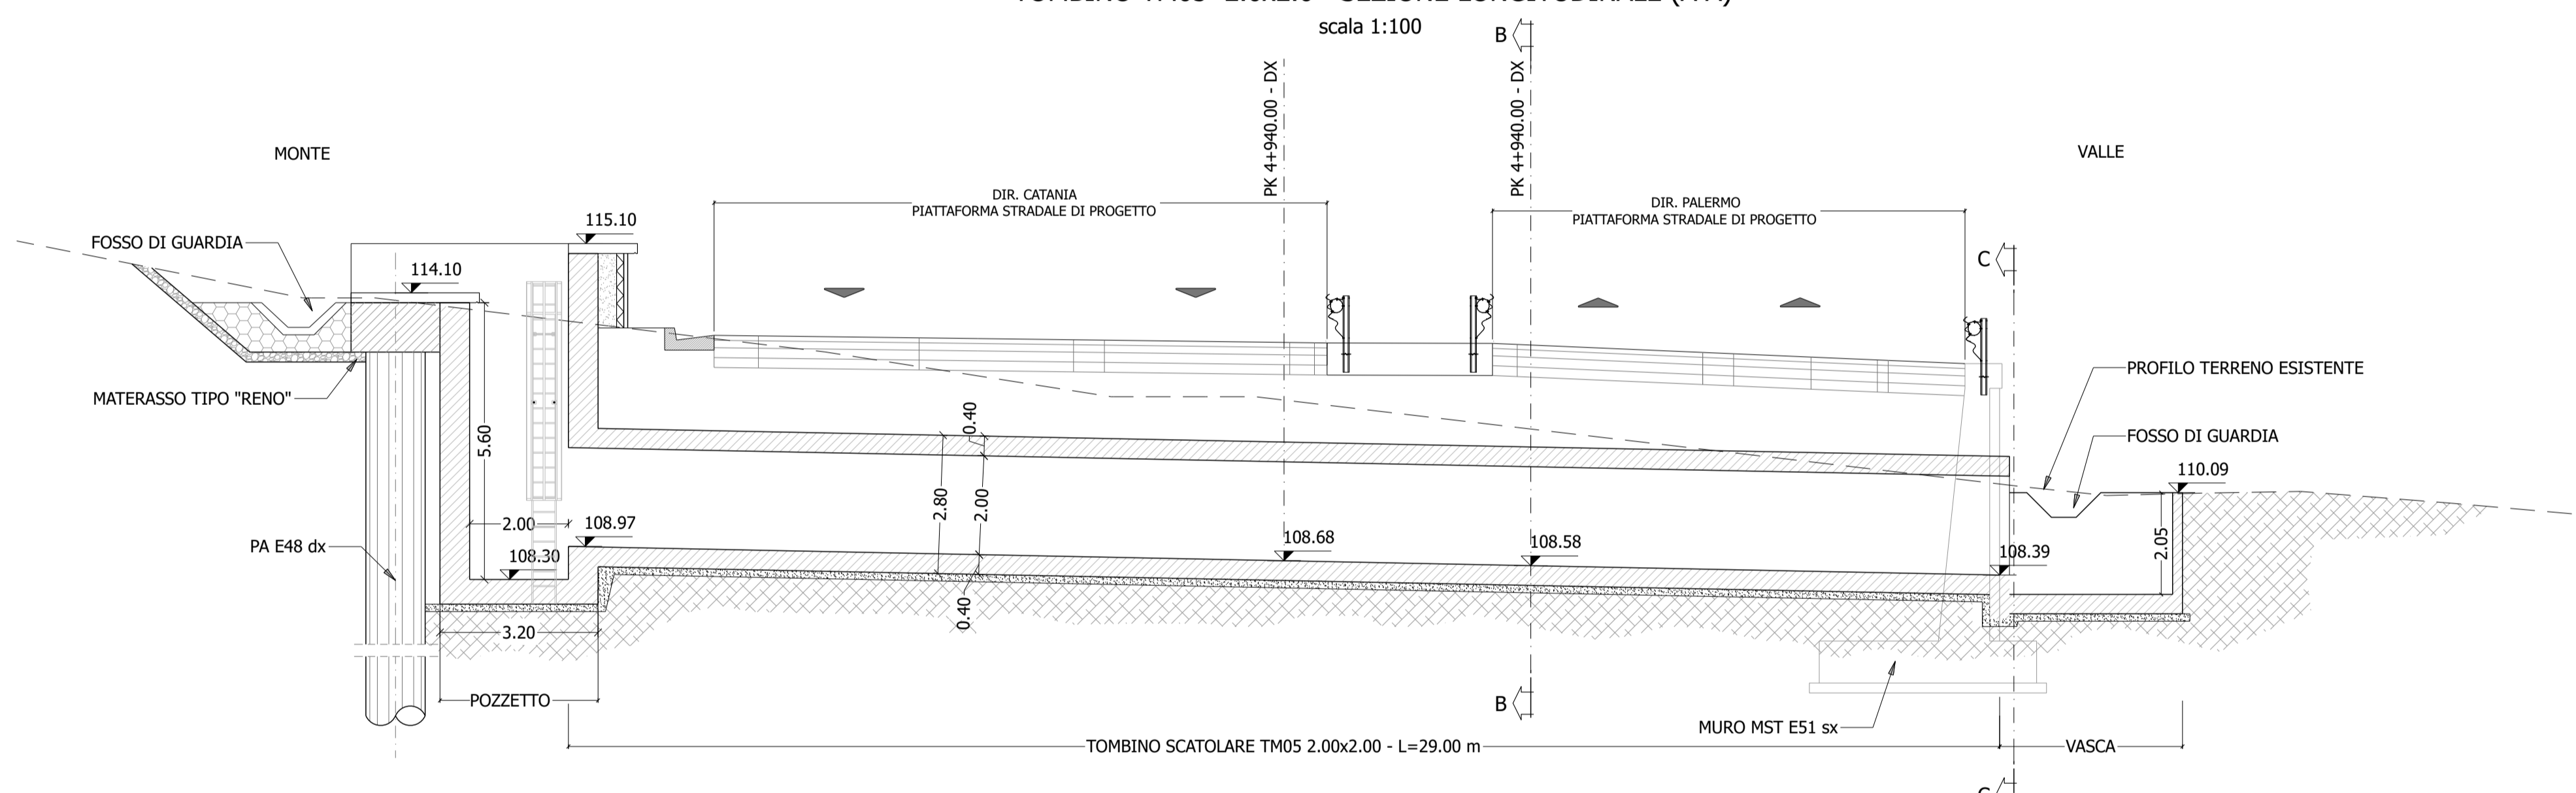 scala 1:100
B
PK 4+940.00 - DX
PK 4+940.00 - DX
MONTE
VALLE
DIR. CATANIA
PIATTAFORMA STRADALE DI PROGETTO
DIR. PALERMO
PIATTAFORMA STRADALE DI PROGETTO
115.10
FOSSO DI GUARDIA
114.10
C
MATERASSO TIPO "RENO"
PROFILO TERRENO ESISTENTE
FOSSO DI GUARDIA
5.60
0.40
2.80
2.00
110.09
2.00
108.97
108.30
108.68
108.58
108.39
2.05
PA E48 dx
0.40
3.20
POZZETTO
B
MURO MST E51 sx
TOMBINO SCATOLARE TM05 2.00x2.00 - L=29.00 m
VASCA